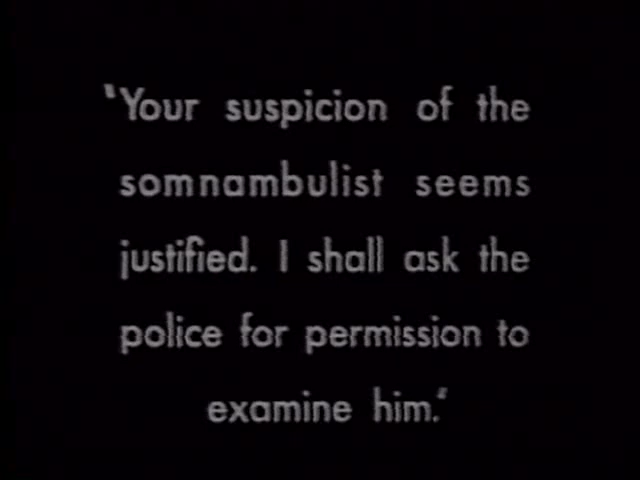 "Your suspicion of the
somnambulist seems
justified. I shall ask the
police for permission to
examine him."